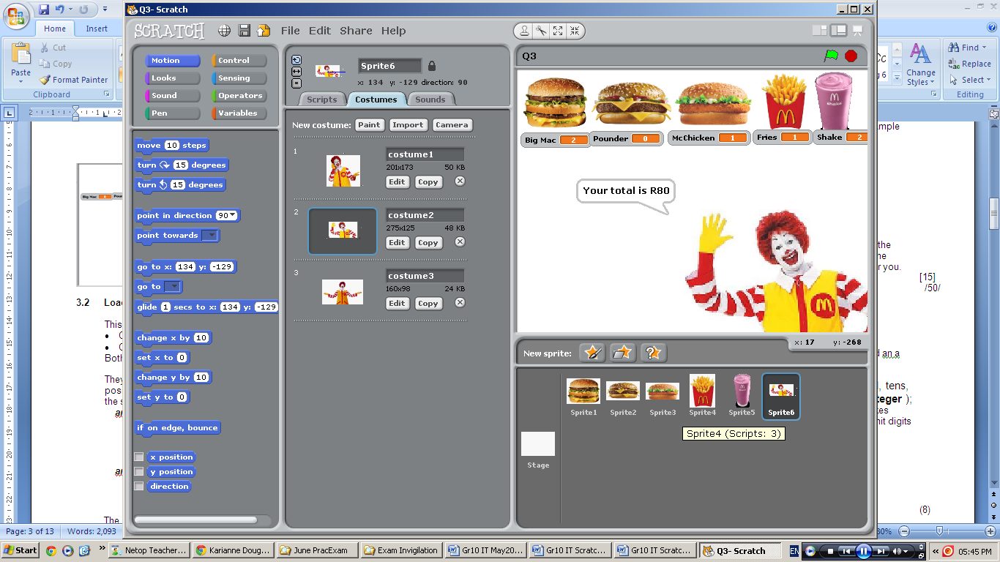 Q3- Scratch
Home
Insert
Cut
Copy
Format Painter
Paste
Clipboard
SCRATCH
File Edit Share Help
Motion Control
Looks Sensing
Sound Operators
Pen Variables
move 10 steps
turn 15 degrees
turn 15 degrees
point in direction 90
point towards
go to x: 134 y: -129
go to
glide 1 secs to x: 134 y: -129
change x by 10
set x to 0
change y by 10
set y to 0
if on edge, bounce
x position
y position
direction
Sprite6
x: 134 y: -129 direction: 90
Scripts Costumes Sounds
New costume: Paint Import Camera
1
costume1
201x173 50 KB
Edit Copy
2
costume2
275x125 48 KB
Edit Copy
3
costume3
160x98 24 KB
Edit Copy
Q3
Big Mac 2 Pounder 0 McChicken 1 Fries 1 Shake 2
Your total is R80
x: 17 y: -268
New sprite:
Sprite1 Sprite2 Sprite3 Sprite4 Sprite5 Sprite6
Sprite4 (Scripts: 3)
Stage
Find
Replace
Select
Change
Styles
Editing
the
r you.
[15]
/50/
3.2 Loa
This
Both
They
pos
the s
The
d an a
, tens,
teger );
tes
nit digits
(8)
Page: 3 of 13 Words: 2,093
Start
Netop Teacher...
Karianne Doug...
June PracExam
Exam Invigilation
Gr10 IT May20...
Gr10 IT Scratc...
Gr10 IT Scratc...
Q3- Scratch
EN
05:45 PM